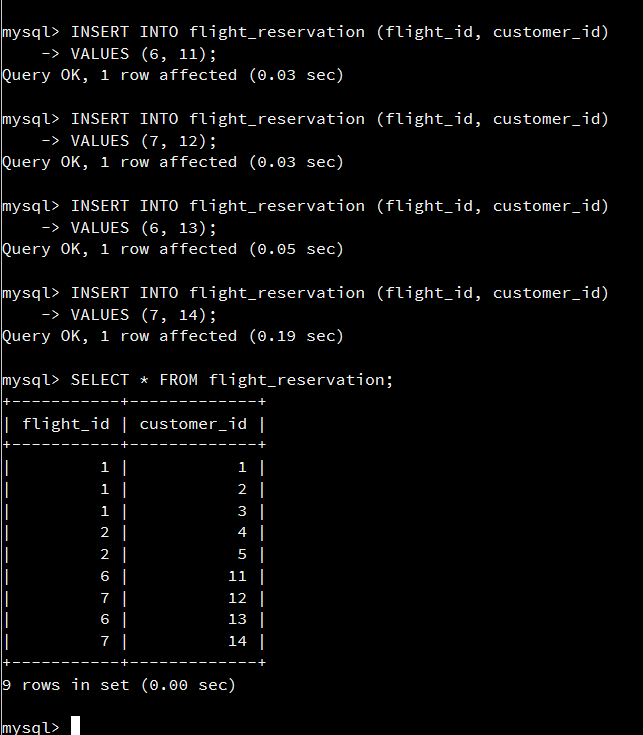 mysql> INSERT INTO flight_reservation (flight_id, customer_id)
    -> VALUES (6, 11);
Query OK, 1 row affected (0.03 sec)
mysql> INSERT INTO flight_reservation (flight_id, customer_id)
    -> VALUES (7, 12);
Query OK, 1 row affected (0.03 sec)
mysql> INSERT INTO flight_reservation (flight_id, customer_id)
    -> VALUES (6, 13);
Query OK, 1 row affected (0.05 sec)
mysql> INSERT INTO flight_reservation (flight_id, customer_id)
    -> VALUES (7, 14);
Query OK, 1 row affected (0.19 sec)
mysql> SELECT * FROM flight_reservation;
+-----------+-------------+
| flight_id | customer_id |
+-----------+-------------+
|         1 |           1 |
|         1 |           2 |
|         1 |           3 |
|         2 |           4 |
|         2 |           5 |
|         6 |          11 |
|         7 |          12 |
|         6 |          13 |
|         7 |          14 |
+-----------+-------------+
9 rows in set (0.00 sec)
mysql>